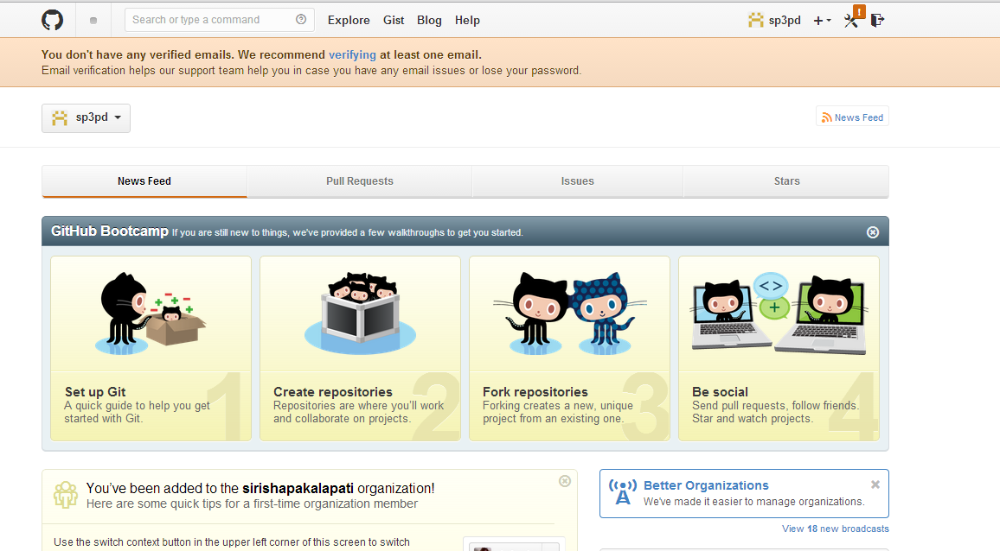 Search or type a command
Explore Gist Blog Help
sp3pd
!
You don't have any verified emails. We recommend verifying at least one email.
Email verification helps our support team help you in case you have any email issues or lose your password.
sp3pd
News Feed
News Feed
Pull Requests
Issues
Stars
GitHub Bootcamp If you are still new to things, we've provided a few walkthroughs to get you started.
Set up Git
A quick guide to help you get
started with Git.
1
Create repositories
Repositories are where you'll work
and collaborate on projects.
2
Fork repositories
Forking creates a new, unique
project from an existing one.
3
Be social
Send pull requests, follow friends.
Star and watch projects.
4
You've been added to the sirishapakalapati organization!
Here are some quick tips for a first-time organization member
Use the switch context button in the upper left corner of this screen to switch
Better Organizations
We've made it easier to manage organizations.
View 18 new broadcasts